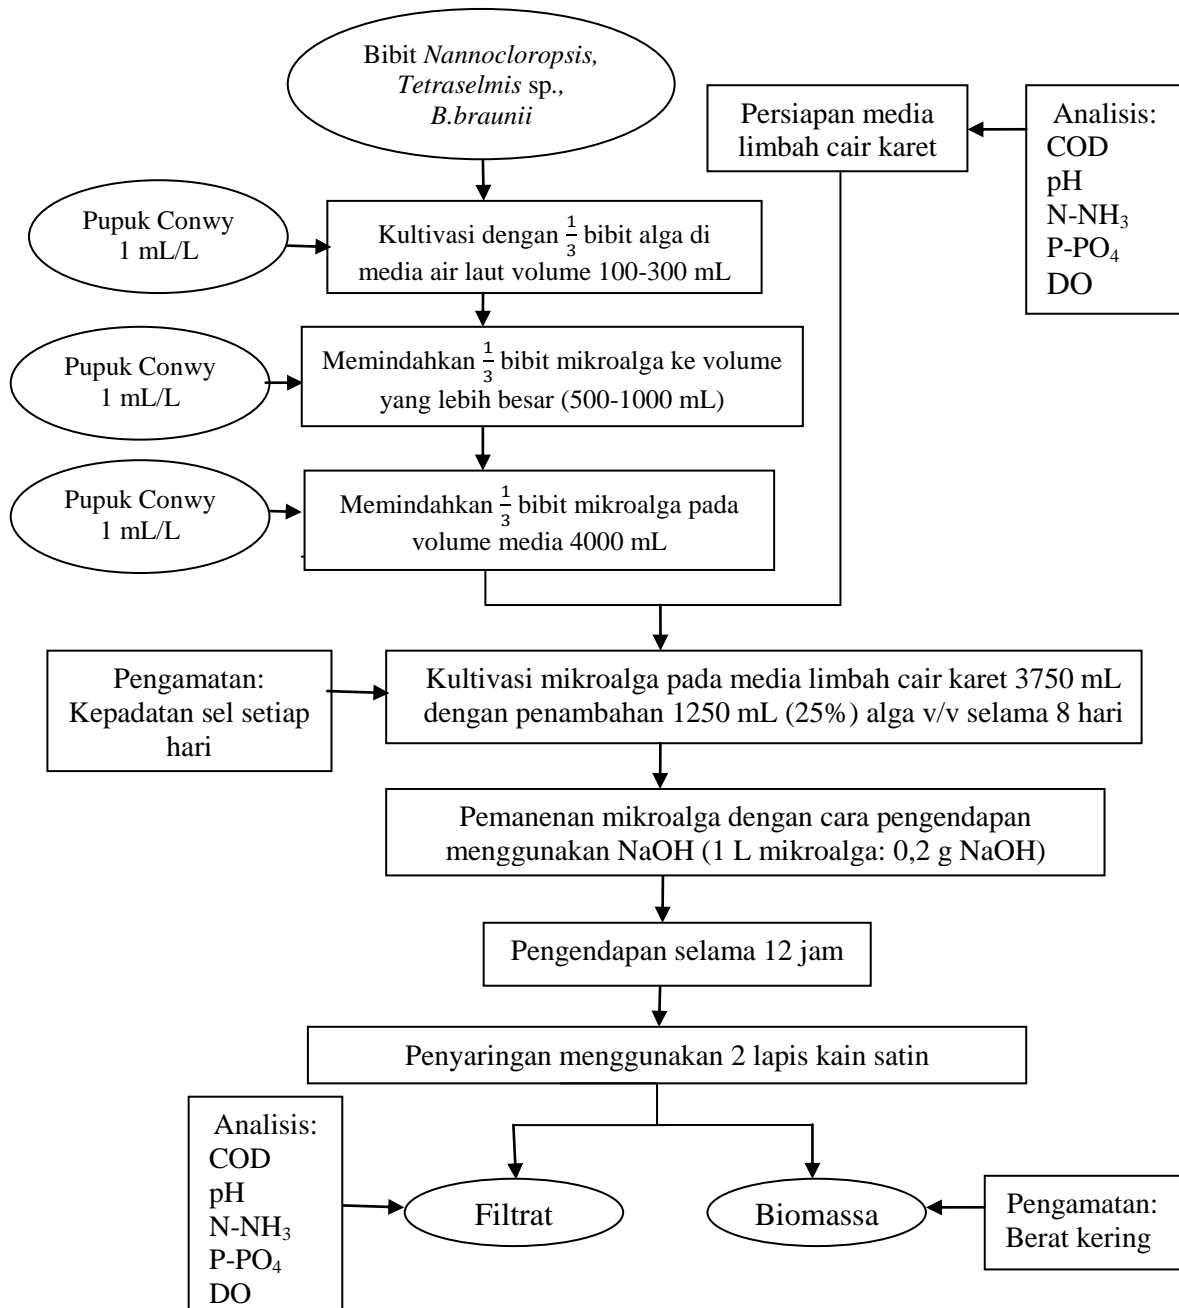 Bibit Nannocloropsis,
Tetraselmis sp.,
B.braunii
Persiapan media
limbah cair karet
Analisis:
COD
pH
N-NH₃
P-PO₄
DO
Pupuk Conwy
1 mL/L
Kultivasi dengan 1/3 bibit alga di
media air laut volume 100-300 mL
Pupuk Conwy
1 mL/L
Memindahkan 1/3 bibit mikroalga ke volume
yang lebih besar (500-1000 mL)
Pupuk Conwy
1 mL/L
Memindahkan 1/3 bibit mikroalga pada
volume media 4000 mL
Pengamatan:
Kepadatan sel setiap
hari
Kultivasi mikroalga pada media limbah cair karet 3750 mL
dengan penambahan 1250 mL (25%) alga v/v selama 8 hari
Pemanenan mikroalga dengan cara pengendapan
menggunakan NaOH (1 L mikroalga: 0,2 g NaOH)
Pengendapan selama 12 jam
Penyaringan menggunakan 2 lapis kain satin
Analisis:
COD
pH
N-NH₃
P-PO₄
DO
Filtrat
Biomassa
Pengamatan:
Berat kering